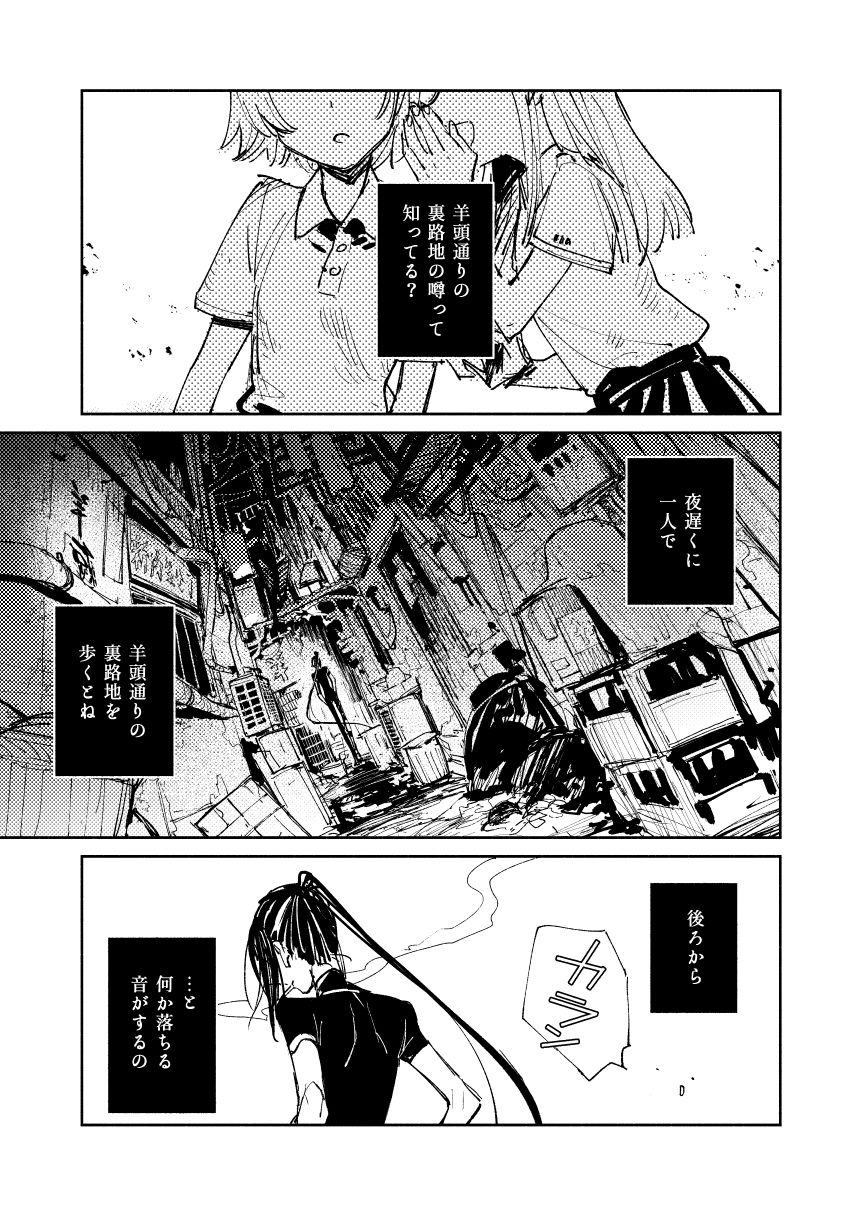 羊頭通りの
裏路地の噂って
知ってる？
夜遅くに
一人で
羊頭通りの
裏路地を
歩くとね
後ろから
カラン
…と
何か落ちる
音がするの